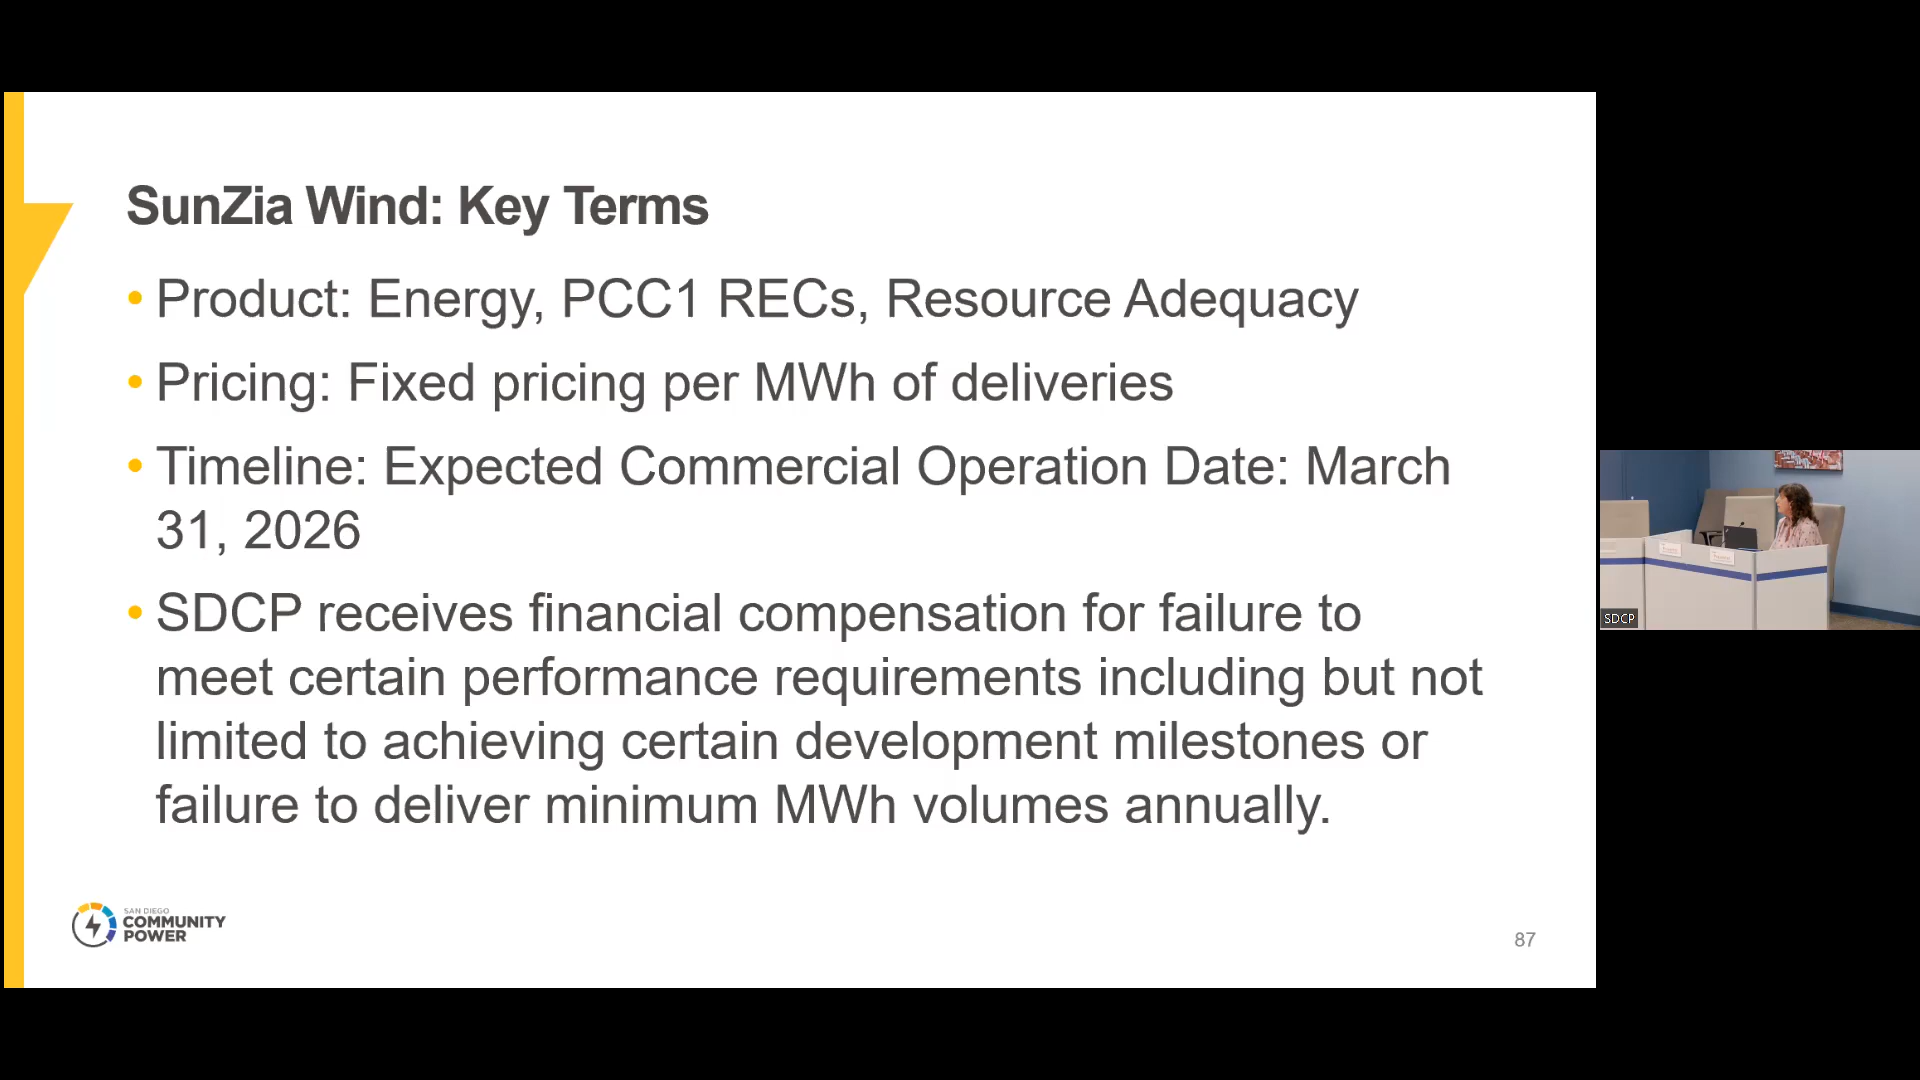 SunZia Wind: Key Terms
• Product: Energy, PCC1 RECs, Resource Adequacy
• Pricing: Fixed pricing per MWh of deliveries
• Timeline: Expected Commercial Operation Date: March
31, 2026
• SDCP receives financial compensation for failure to
meet certain performance requirements including but not
limited to achieving certain development milestones or
failure to deliver minimum MWh volumes annually.
SAN DIEGO
COMMUNITY
POWER
87
SDCP